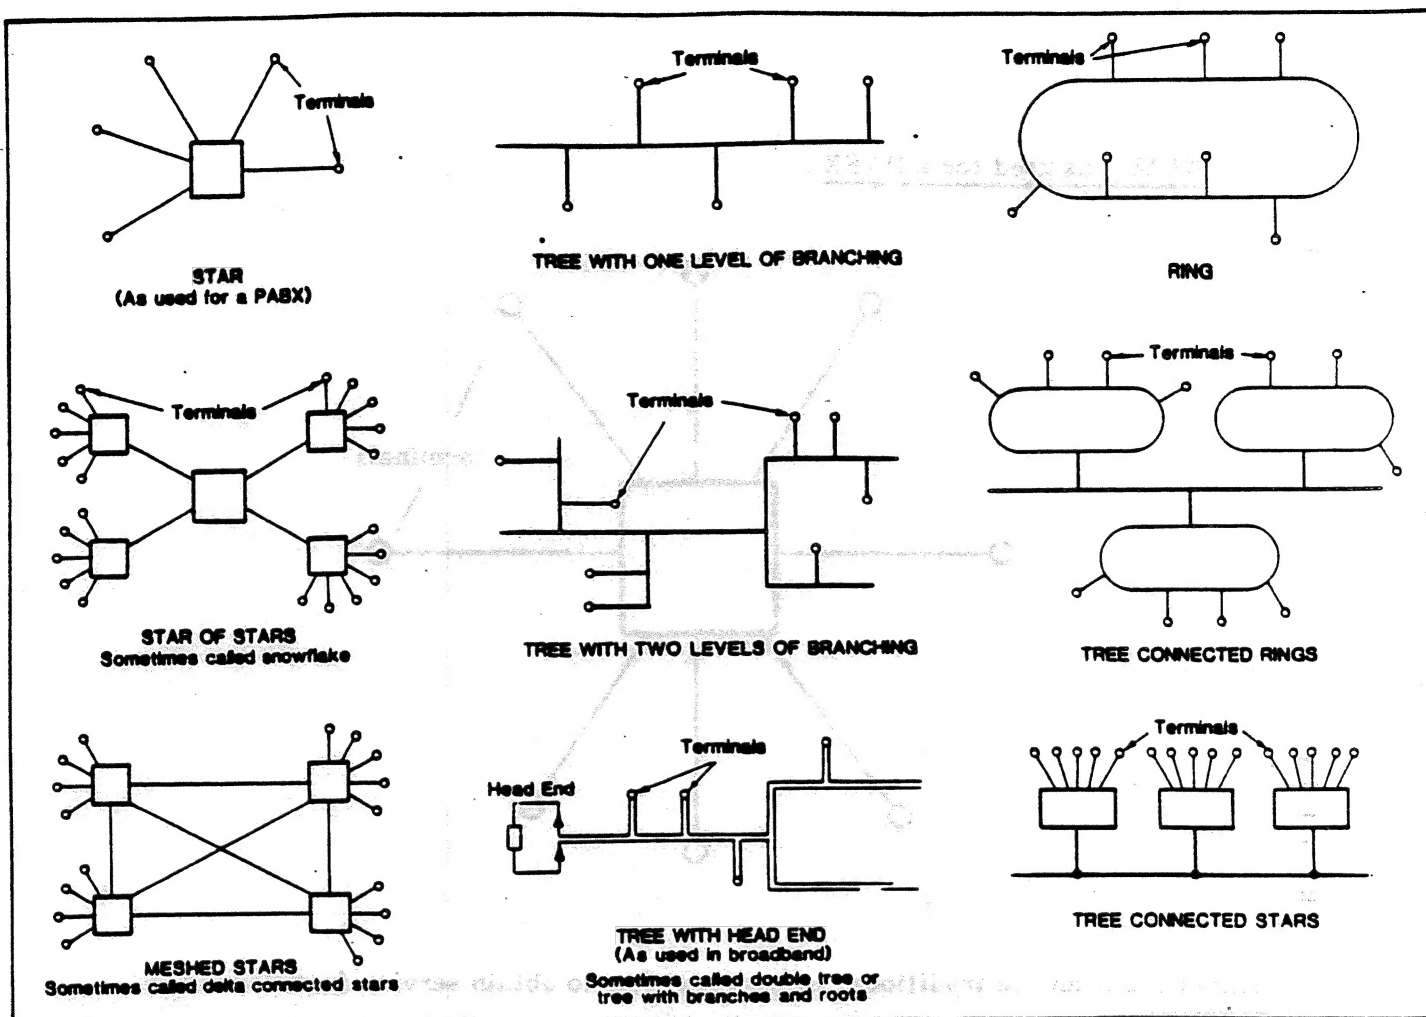 Terminals
STAR
(As used for a PABX)
Terminals
TREE WITH ONE LEVEL OF BRANCHING
Terminals
RING
Terminals
STAR OF STARS
Sometimes called snowflake
Terminals
TREE WITH TWO LEVELS OF BRANCHING
Terminals
TREE CONNECTED RINGS
MESHED STARS
Sometimes called delta connected stars
Terminals
Head End
TREE WITH HEAD END
(As used in broadband)
Sometimes called double tree or
tree with branches and roots
Terminals
TREE CONNECTED STARS